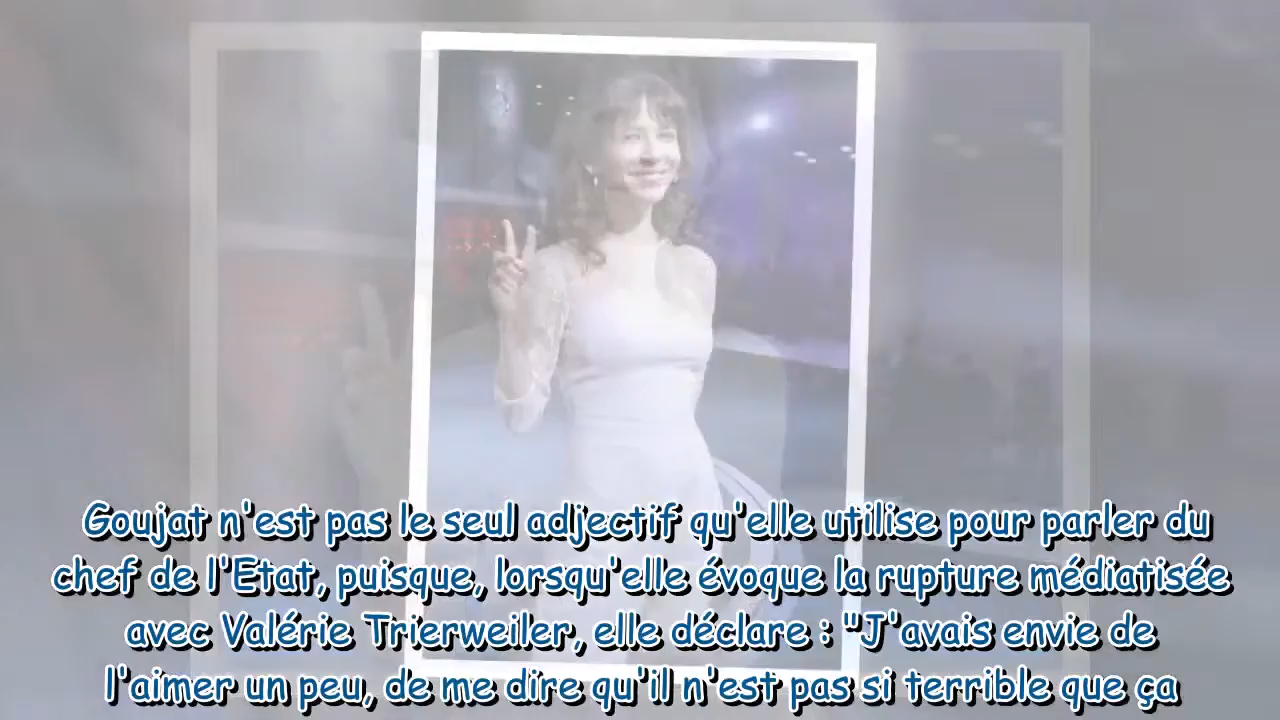 Goujat n'est pas le seul adjectif qu'elle utilise pour parler du
chef de l'Etat, puisque, lorsqu'elle évoque la rupture médiatisée
avec Valérie Trierweiler, elle déclare : "J'avais envie de
l'aimer un peu, de me dire qu'il n'est pas si terrible que ça